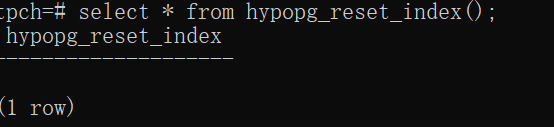 tpch=# select * from hypopg_reset_index();
hypopg_reset_index
---------------------
(1 row)